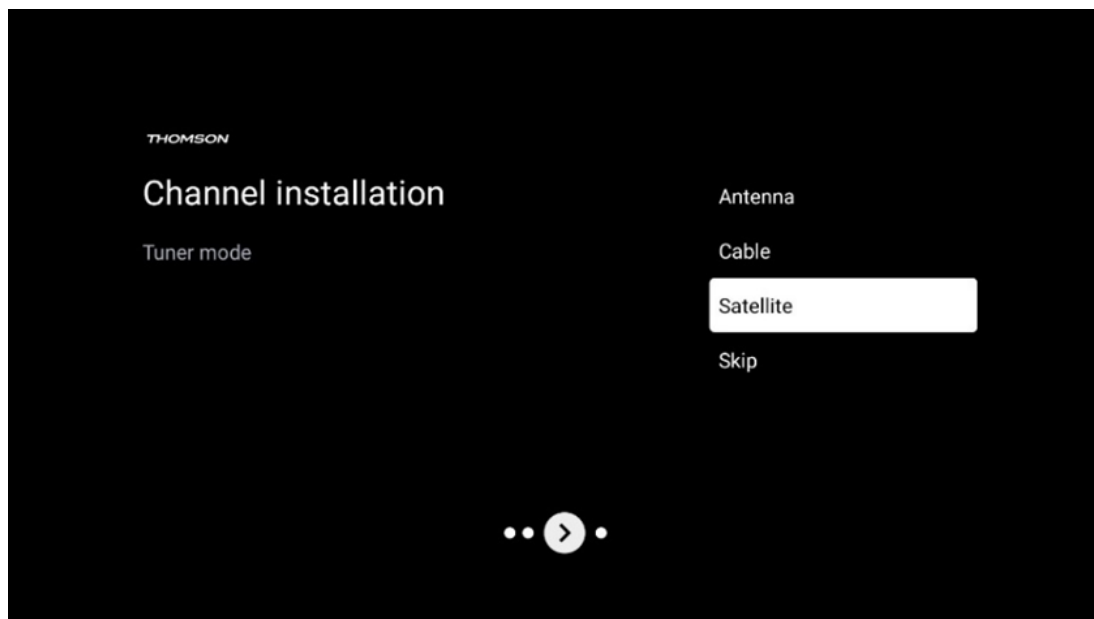 THOMSON
Channel installation
Tuner mode
Antenna
Cable
Satellite
Skip